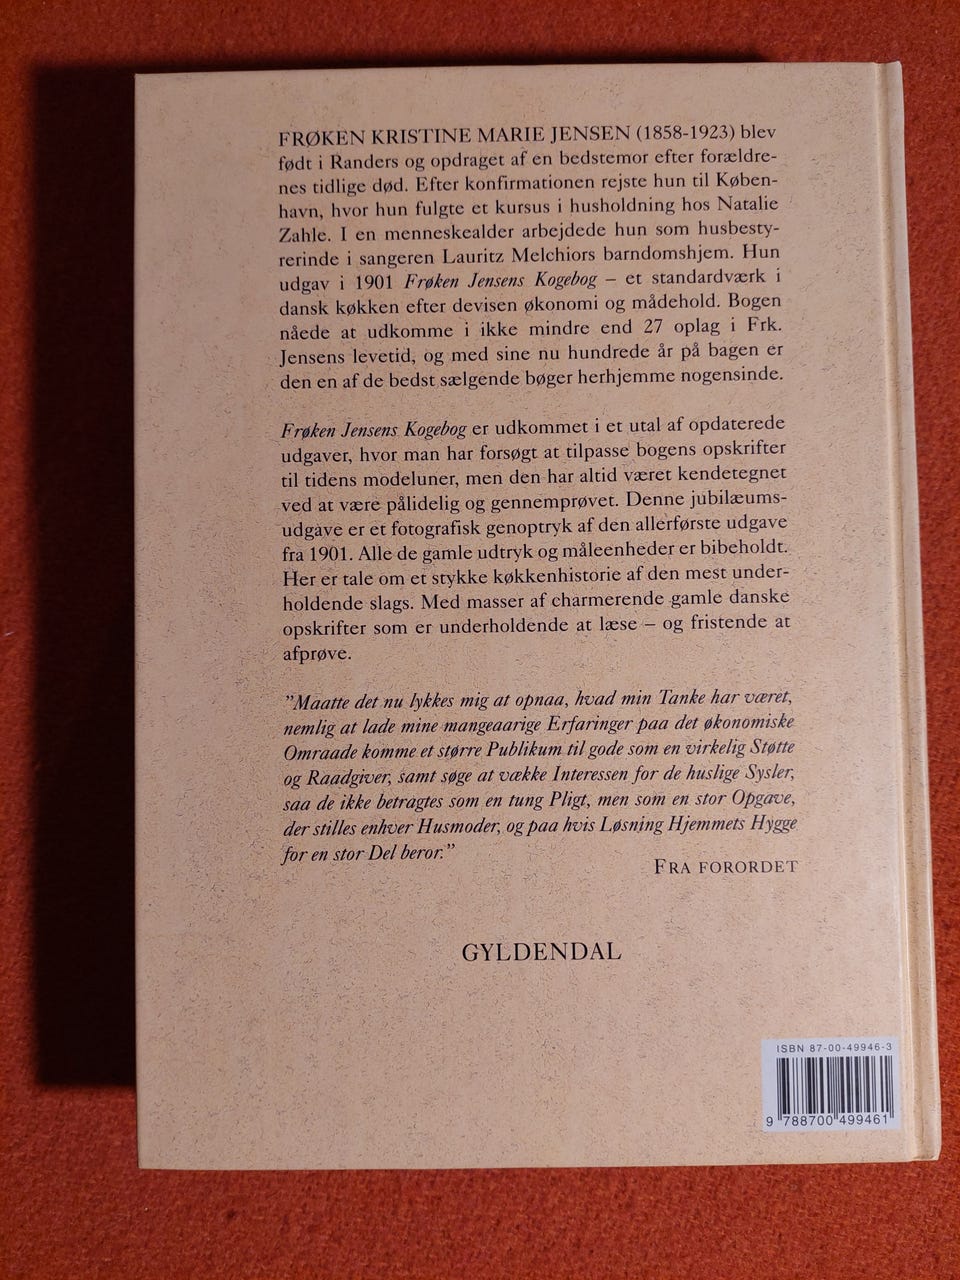 FRØKEN KRISTINE MARIE JENSEN (1858-1923) blev
født i Randers og opdraget af en bedstemor efter forældre-
nes tidlige død. Efter konfirmationen rejste hun til Køben-
havn, hvor hun fulgte et kursus i husholdning hos Natalie
Zahle. I en menneskealder arbejdede hun som husbesty-
rerinde i sangeren Lauritz Melchiors barndomshjem. Hun
udgav i 1901 Frøken Jensens Kogebog – et standardværk i
dansk køkken efter devisen økonomi og mådehold. Bogen
nåede at udkomme i ikke mindre end 27 oplag i Frk.
Jensens levetid, og med sine nu hundrede år på bagen er
den en af de bedst sælgende bøger herhjemme nogensinde.
Frøken Jensens Kogebog er udkommet i et utal af opdaterede
udgaver, hvor man har forsøgt at tilpasse bogens opskrifter
til tidens modeluner, men den har altid været kendetegnet
ved at være pålidelig og gennemprøvet. Denne jubilæums-
udgave er et fotografisk genoptryk af den allerførste udgave
fra 1901. Alle de gamle udtryk og måleenheder er bibeholdt.
Her er tale om et stykke køkkenhistorie af den mest under-
holdende slags. Med masser af charmerende gamle danske
opskrifter som er underholdende at læse – og fristende at
afprøve.
"Maatte det nu lykkes mig at opnaa, hvad min Tanke har været,
nemlig at lade mine mangeaarige Erfaringer paa det økonomiske
Omraade komme et større Publikum til gode som en virkelig Støtte
og Raadgiver, samt søge at vække Interessen for de huslige Sysler,
saa de ikke betragtes som en tung Pligt, men som en stor Opgave,
der stilles enhver Husmoder, og paa hvis Løsning Hjemmets Hygge
for en stor Del beror."
FRA FORORDET
GYLDENDAL
ISBN 87-00-49946-3
9 788700 499461